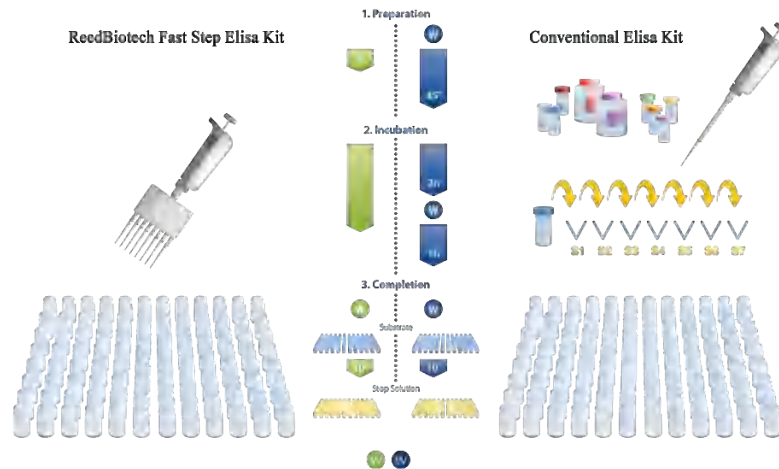 1. Preparation
ReedBiotech Fast Step Elisa Kit
Conventional Elisa Kit
W
45'
2. Incubation
2h
W
1h
S1 S2 S3 S4 S5 S6 S7
3. Completion
W W
Substrate
10' 10'
Stop Solution
W W